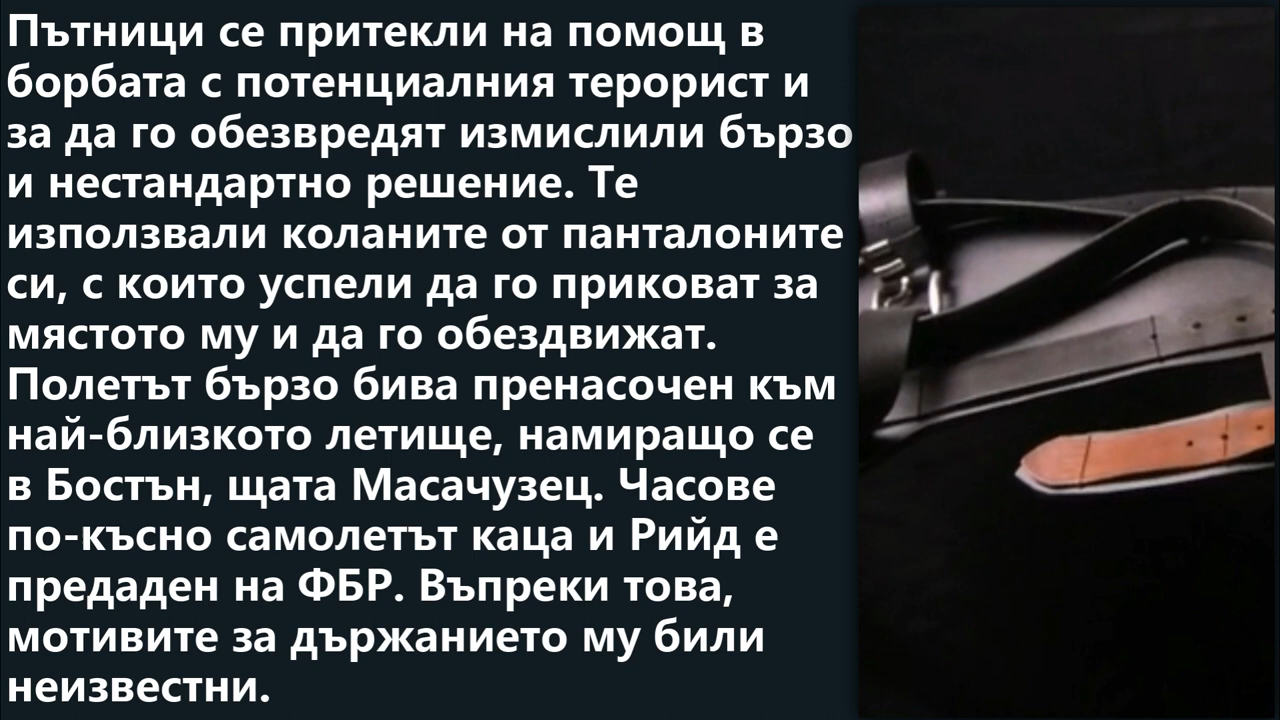 Пътници се притекли на помощ в
борбата с потенциалния терорист и
за да го обезвредят измислили бързо
и нестандартно решение. Те
използвали коланите от панталоните
си, с които успели да го приковат за
мястото му и да го обездвижат.
Полетът бързо бива пренасочен към
най-близкото летище, намиращо се
в Бостън, щата Масачузец. Часове
по-късно самолетът каца и Рийд е
предаден на ФБР. Въпреки това,
мотивите за държанието му били
неизвестни.